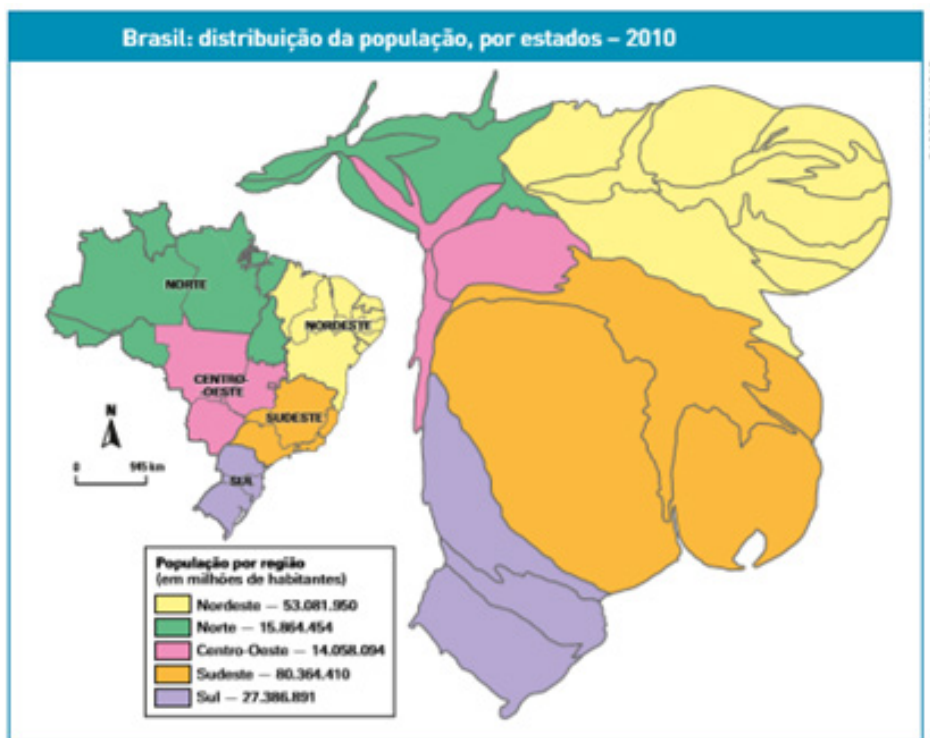 Brasil: distribuição da população, por estados – 2010
NORTE
NORDESTE
CENTRO-
OESTE
SUDESTE
SUL
N
0 945 km
População por região
(em milhões de habitantes)
Nordeste — 53.081.950
Norte — 15.864.454
Centro-Oeste — 14.058.094
Sudeste — 80.364.410
Sul — 27.386.891